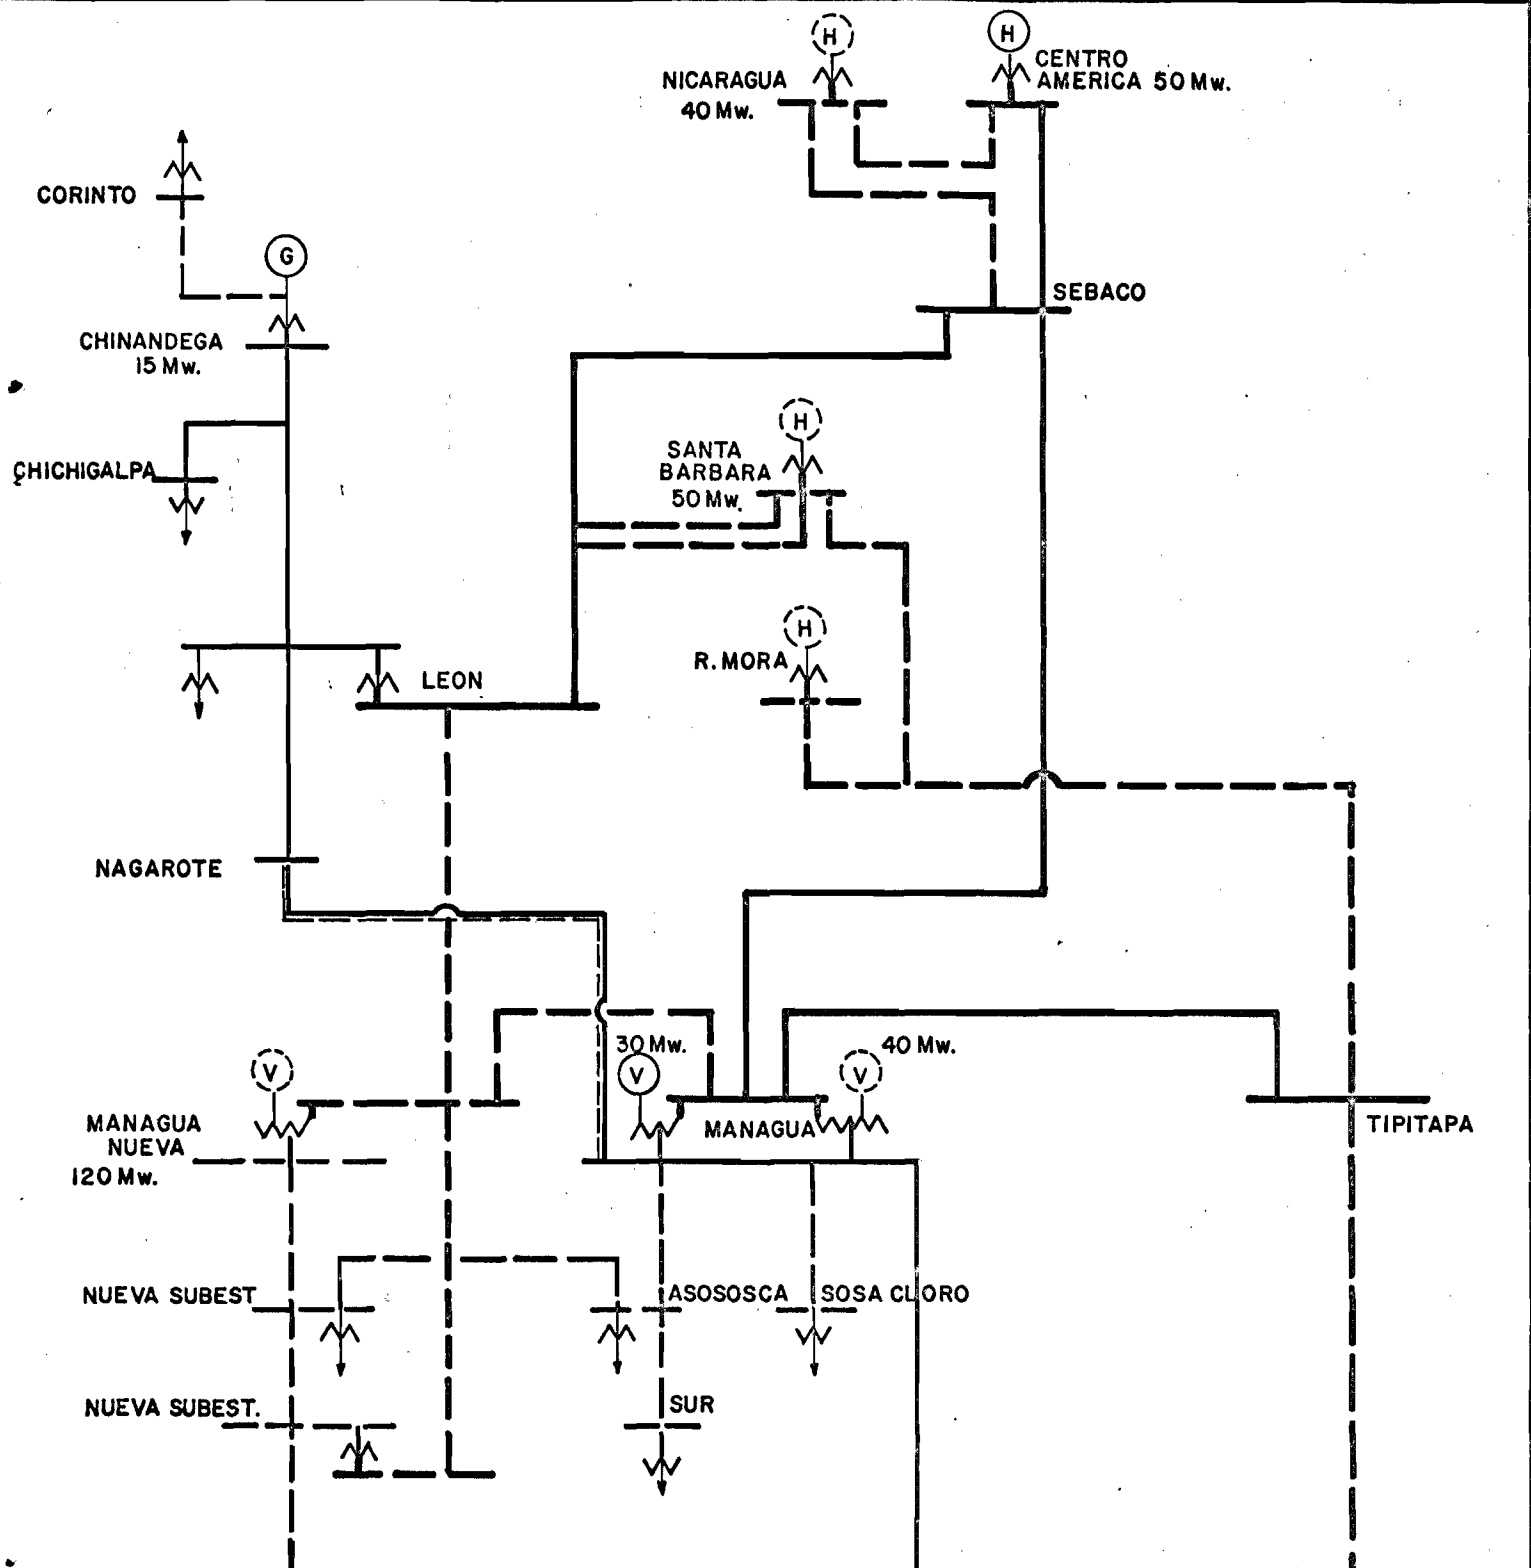 H
H
NICARAGUA
40 Mw.
CENTRO
AMERICA 50 Mw.
CORINTO
G
CHINANDEGA
15 Mw.
SEBACO
H
SANTA
BARBARA
50 Mw.
CHICHIGALPA
H
R. MORA
LEON
NAGAROTE
30 Mw.
40 Mw.
V
V
V
MANAGUA
NUEVA
120 Mw.
MANAGUA
TIPITAPA
NUEVA SUBEST
ASOSOSCA
SOSA CLORO
NUEVA SUBEST.
SUR